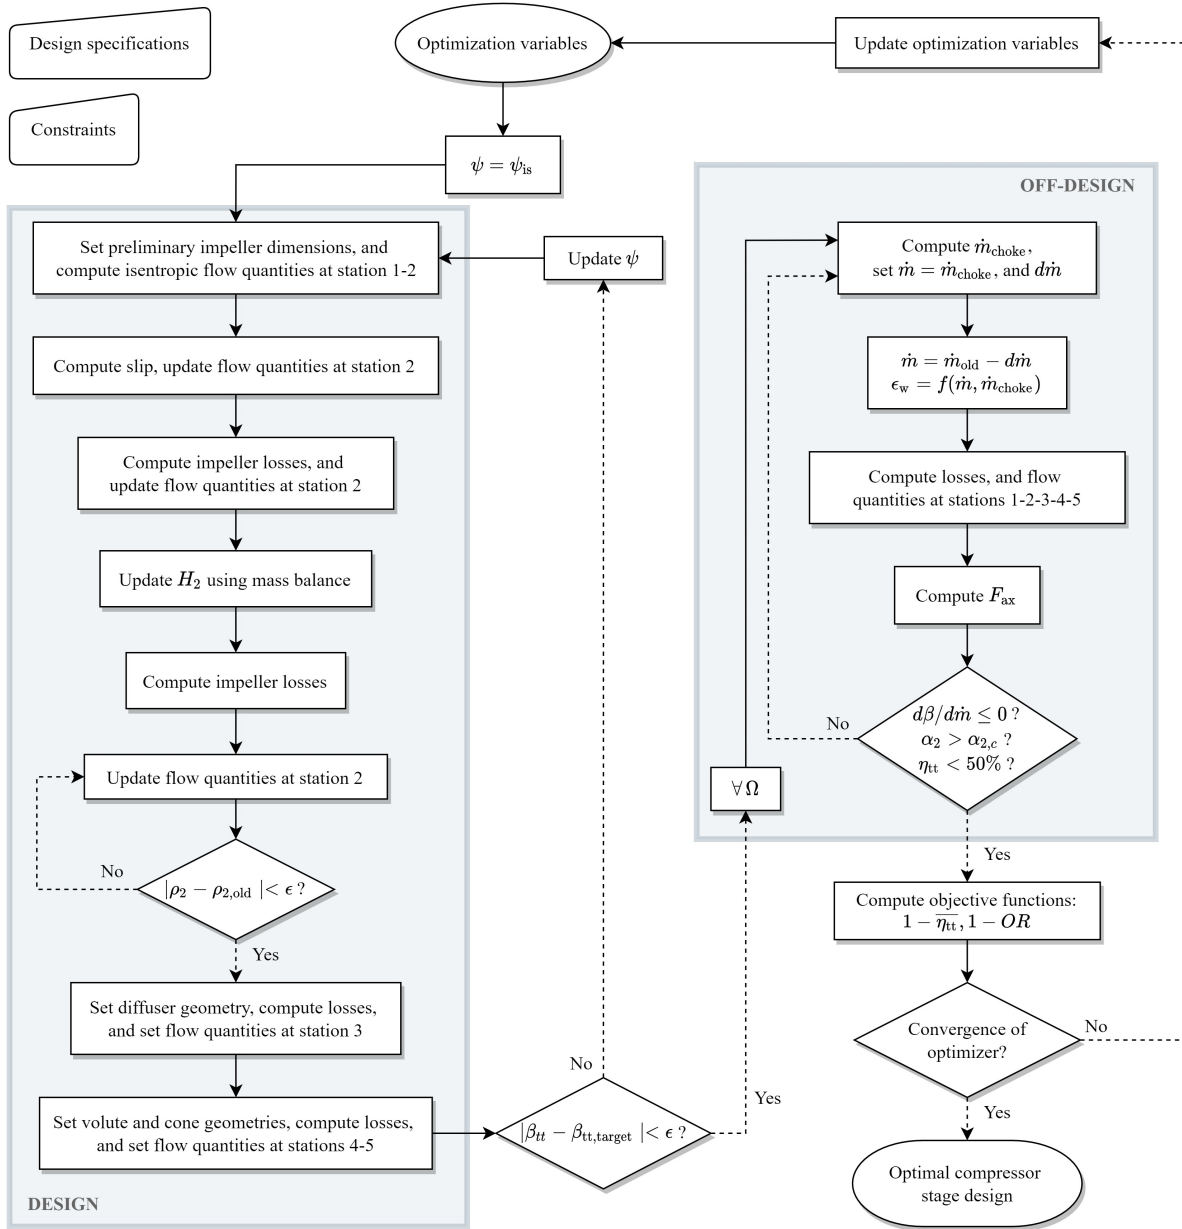 Design specifications
Constraints
Optimization variables
Update optimization variables
ψ = ψ_is
DESIGN
Set preliminary impeller dimensions, and
compute isentropic flow quantities at station 1-2
Update ψ
Compute slip, update flow quantities at station 2
Compute impeller losses, and
update flow quantities at station 2
Update H₂ using mass balance
Compute impeller losses
Update flow quantities at station 2
No
|ρ₂ − ρ_2,old| < ϵ ?
Yes
Set diffuser geometry, compute losses,
and set flow quantities at station 3
Set volute and cone geometries, compute losses,
and set flow quantities at stations 4-5
No
|β_tt − β_tt,target| < ϵ ?
Yes
∀ Ω
OFF-DESIGN
Compute ṁ_choke,
set ṁ = ṁ_choke, and dṁ
ṁ = ṁ_old − dṁ
ϵ_w = f(ṁ, ṁ_choke)
Compute losses, and flow
quantities at stations 1-2-3-4-5
Compute F_ax
No
dβ/dṁ ≤ 0 ?
α₂ > α_2,c ?
η_tt < 50% ?
Yes
Compute objective functions:
1 − η̅_tt, 1 − OR
Convergence of
optimizer?
No
Yes
Optimal compressor
stage design